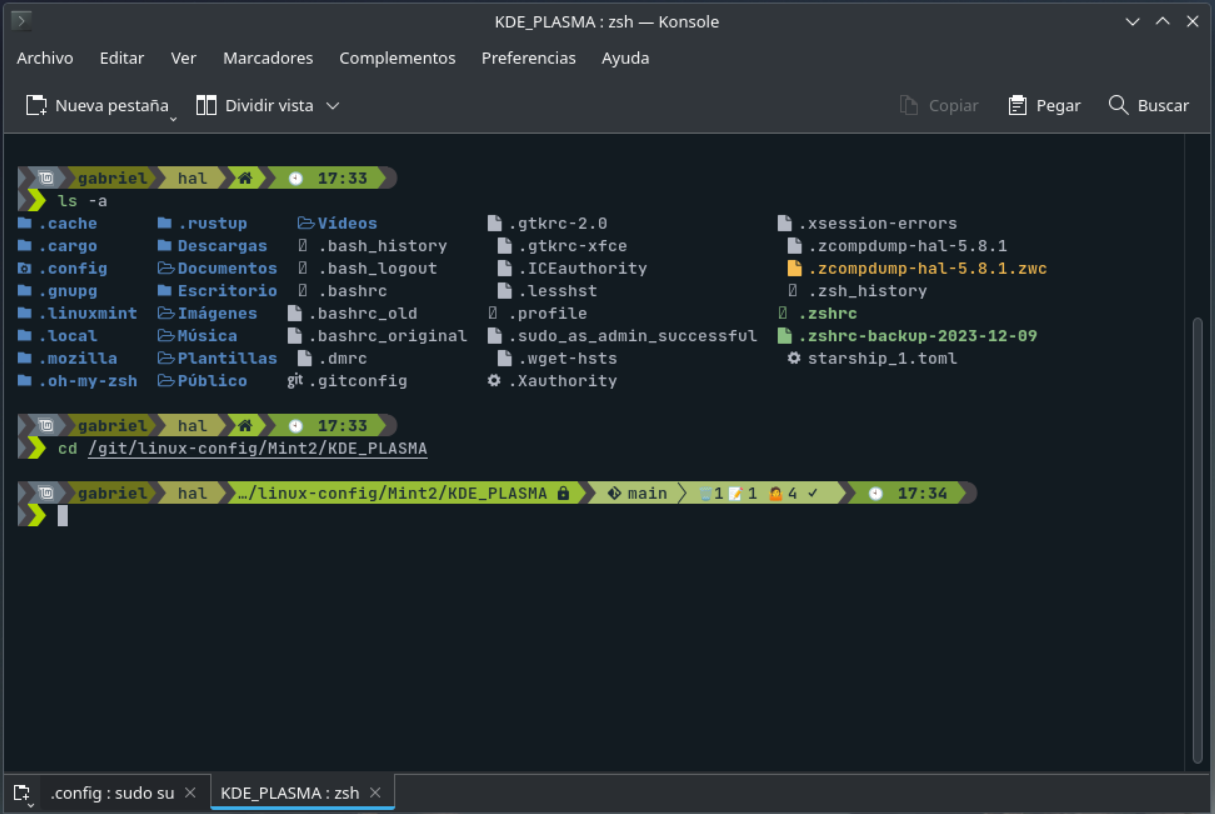 KDE_PLASMA : zsh — Konsole
Archivo Editar Ver Marcadores Complementos Preferencias Ayuda
Nueva pestaña Dividir vista Copiar Pegar Buscar
gabriel hal 17:33
ls -a
.cache .rustup Vídeos .gtkrc-2.0 .xsession-errors
.cargo Descargas .bash_history .gtkrc-xfce .zcompdump-hal-5.8.1
.config Documentos .bash_logout .ICEauthority .zcompdump-hal-5.8.1.zwc
.gnupg Escritorio .bashrc .lesshst .zsh_history
.linuxmint Imágenes .bashrc_old .profile .zshrc
.local Música .bashrc_original .sudo_as_admin_successful .zshrc-backup-2023-12-09
.mozilla Plantillas .dmrc .wget-hsts starship_1.toml
.oh-my-zsh Público git .gitconfig .Xauthority
gabriel hal 17:33
cd /git/linux-config/Mint2/KDE_PLASMA
gabriel hal …/linux-config/Mint2/KDE_PLASMA 🔒 main 🗑️1 📝 1 🤷 4 ✓ 17:34
.config : sudo su KDE_PLASMA : zsh